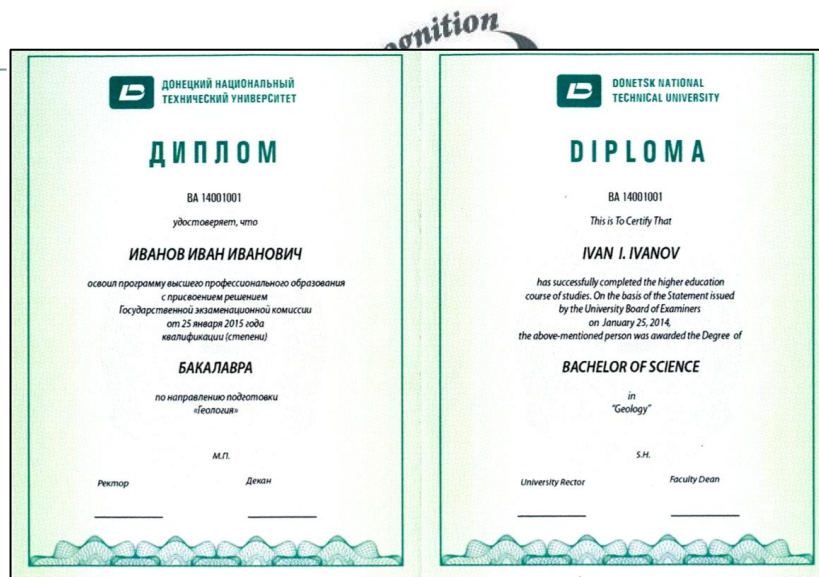 ognition
ДОНЕЦКИЙ НАЦИОНАЛЬНЫЙ
ТЕХНИЧЕСКИЙ УНИВЕРСИТЕТ
ДИПЛОМ
ВА 14001001
удостоверяет, что
ИВАНОВ ИВАН ИВАНОВИЧ
освоил программу высшего профессионального образования
с присвоением решением
Государственной экзаменационной комиссии
от 25 января 2015 года
квалификации (степени)
БАКАЛАВРА
по направлению подготовки
«Геология»
М.П.
Ректор
Декан
DONETSK NATIONAL
TECHNICAL UNIVERSITY
DIPLOMA
BA 14001001
This is To Certify That
IVAN I. IVANOV
has successfully completed the higher education
course of studies. On the basis of the Statement issued
by the University Board of Examiners
on January 25, 2014,
the above-mentioned person was awarded the Degree of
BACHELOR OF SCIENCE
in
"Geology"
S.H.
University Rector
Faculty Dean